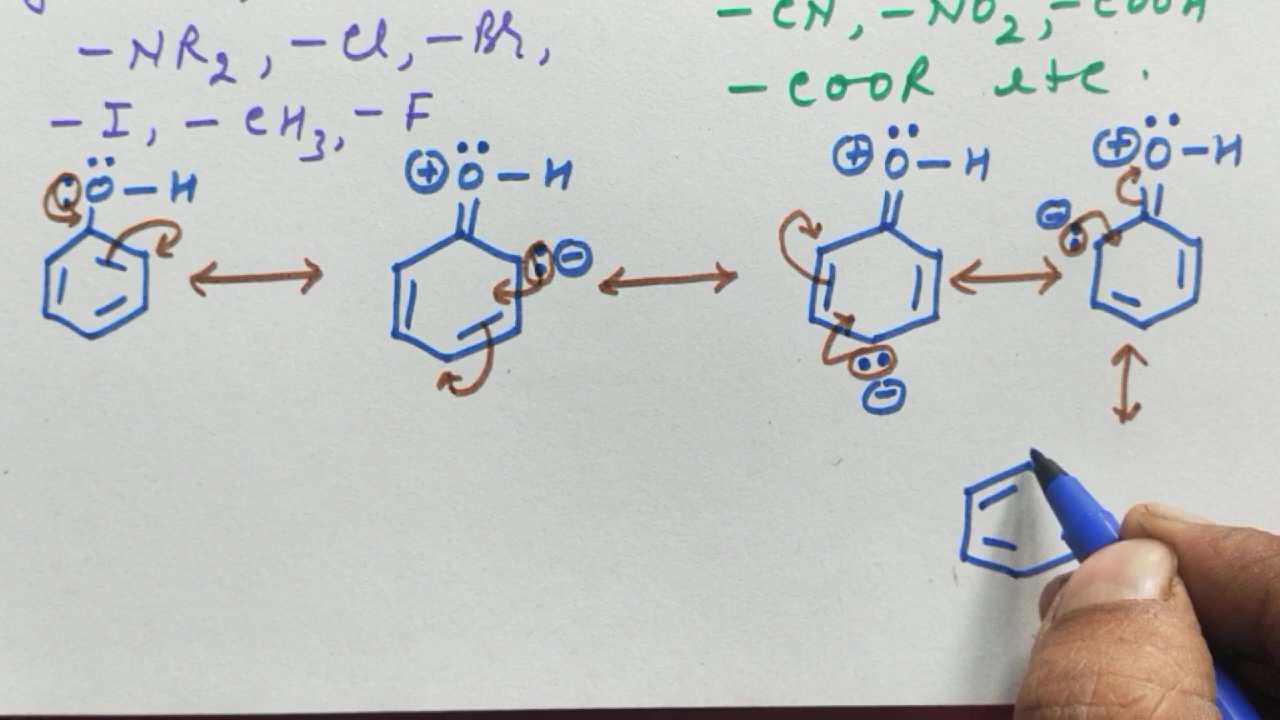 -NR2, -Cl, -Br,
-I, -CH3, -F
-CN, -NO2, -COOH
-COOR etc.
:Ö-H
⊕ Ö-H
: ⊖
⊕ Ö-H
: ⊖
⊕ Ö-H
⊖ :